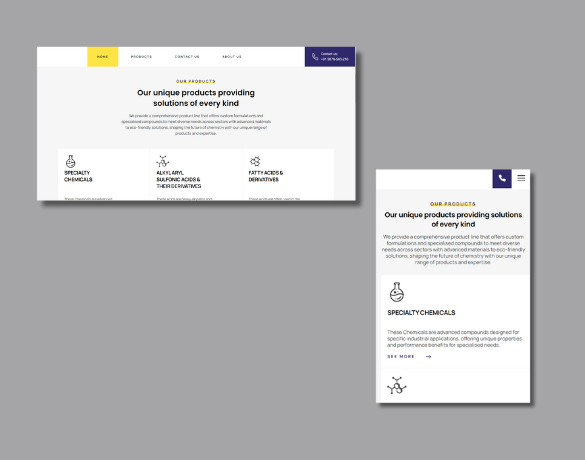 HOME
PRODUCTS
CONTACT US
ABOUT US
Contact us:
OUR PRODUCTS
Our unique products providing
solutions of every kind
We provide a comprehensive product line that offers custom formulations and
specialised compounds to meet diverse needs across sectors with advanced materials
to eco-friendly solutions, shaping the future of chemistry with our unique range of
products and expertise.
SPECIALTY
CHEMICALS
ALKYL ARYL
SULFONIC ACIDS &
THEIR DERIVATIVES
FATTY ACIDS &
DERIVATIVES
OUR PRODUCTS
Our unique products providing solutions
of every kind
We provide a comprehensive product line that offers custom
formulations and specialised compounds to meet diverse
needs across sectors with advanced materials to eco-friendly
solutions, shaping the future of chemistry with our unique
range of products and expertise.
SPECIALTY CHEMICALS
These Chemicals are advanced compounds designed for
specific industrial applications, offering unique properties
and performance benefits for specialised needs.
SEE MORE